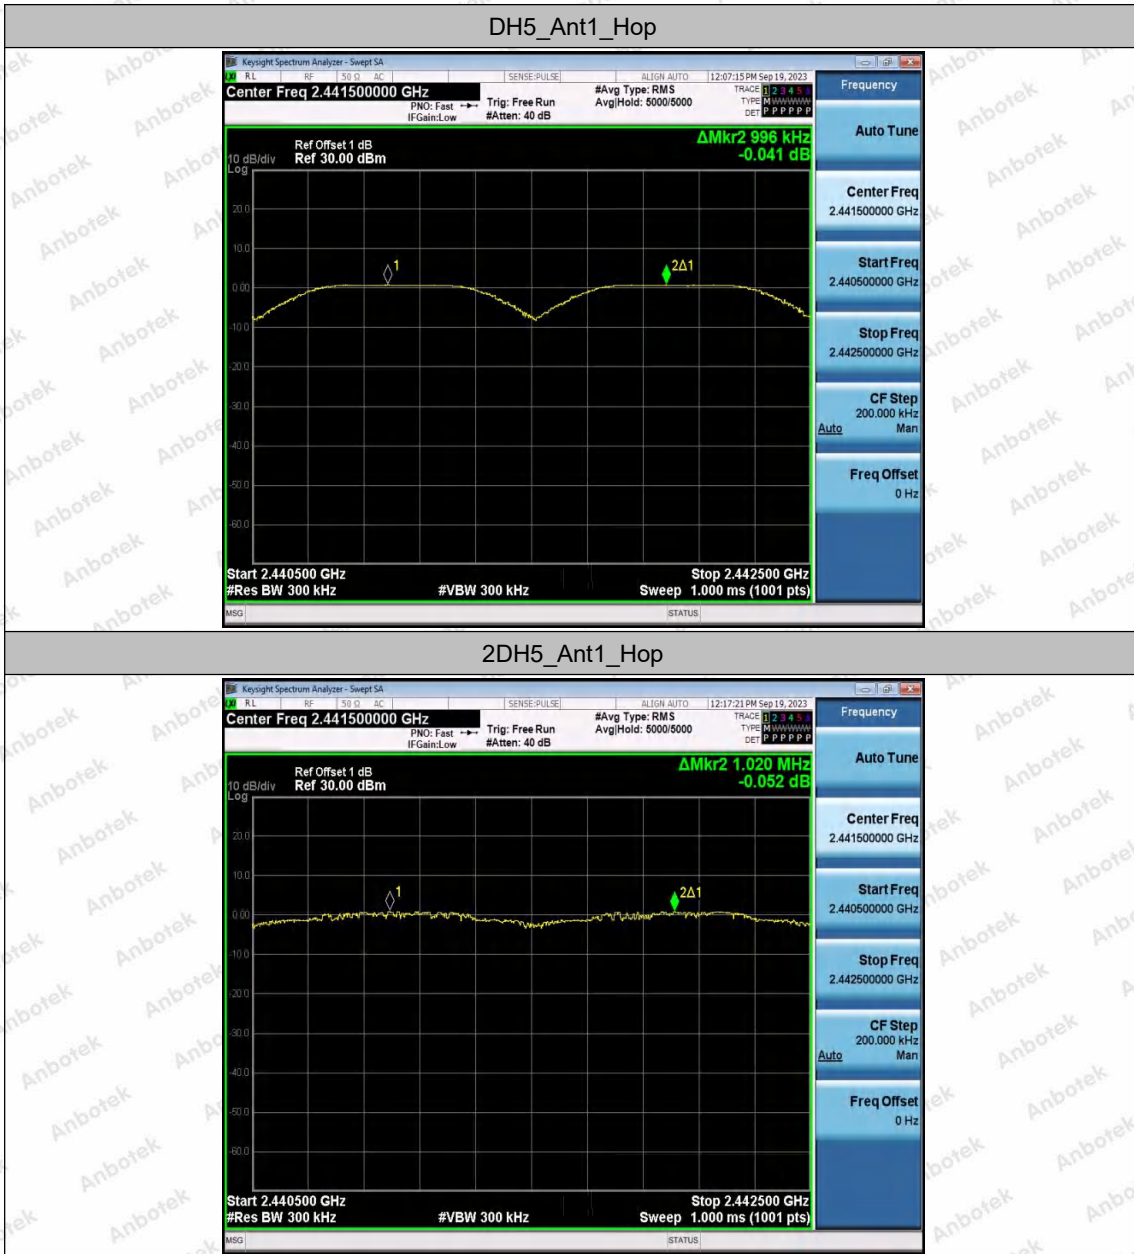 DH5_Ant1_Hop
Keysight Spectrum Analyzer - Swept SA
RL RF 50 Ω AC SENSE:PULSE ALIGN AUTO 12:07:15 PM Sep 19, 2023
Center Freq 2.441500000 GHz
PNO: Fast
IFGain:Low
Trig: Free Run
#Atten: 40 dB
#Avg Type: RMS
Avg|Hold: 5000/5000
TRACE 1 2 3 4 5
TYPE M
DET P P P P P P
ΔMkr2 996 kHz
-0.041 dB
Ref Offset 1 dB
10 dB/div Ref 30.00 dBm
Log
20.0
10.0
0.00
-10.0
-20.0
-30.0
-40.0
-50.0
-60.0
1
2Δ1
Start 2.440500 GHz Stop 2.442500 GHz
#Res BW 300 kHz #VBW 300 kHz Sweep 1.000 ms (1001 pts)
MSG STATUS
Frequency
Auto Tune
Center Freq
2.441500000 GHz
Start Freq
2.440500000 GHz
Stop Freq
2.442500000 GHz
CF Step
200.000 kHz
Auto Man
Freq Offset
0 Hz
2DH5_Ant1_Hop
Keysight Spectrum Analyzer - Swept SA
RL RF 50 Ω AC SENSE:PULSE ALIGN AUTO 12:17:21 PM Sep 19, 2023
Center Freq 2.441500000 GHz
PNO: Fast
IFGain:Low
Trig: Free Run
#Atten: 40 dB
#Avg Type: RMS
Avg|Hold: 5000/5000
TRACE 1 2 3 4 5
TYPE M
DET P P P P P P
ΔMkr2 1.020 MHz
-0.052 dB
Ref Offset 1 dB
10 dB/div Ref 30.00 dBm
Log
20.0
10.0
0.00
-10.0
-20.0
-30.0
-40.0
-50.0
-60.0
1
2Δ1
Start 2.440500 GHz Stop 2.442500 GHz
#Res BW 300 kHz #VBW 300 kHz Sweep 1.000 ms (1001 pts)
MSG STATUS
Frequency
Auto Tune
Center Freq
2.441500000 GHz
Start Freq
2.440500000 GHz
Stop Freq
2.442500000 GHz
CF Step
200.000 kHz
Auto Man
Freq Offset
0 Hz
Anbotek